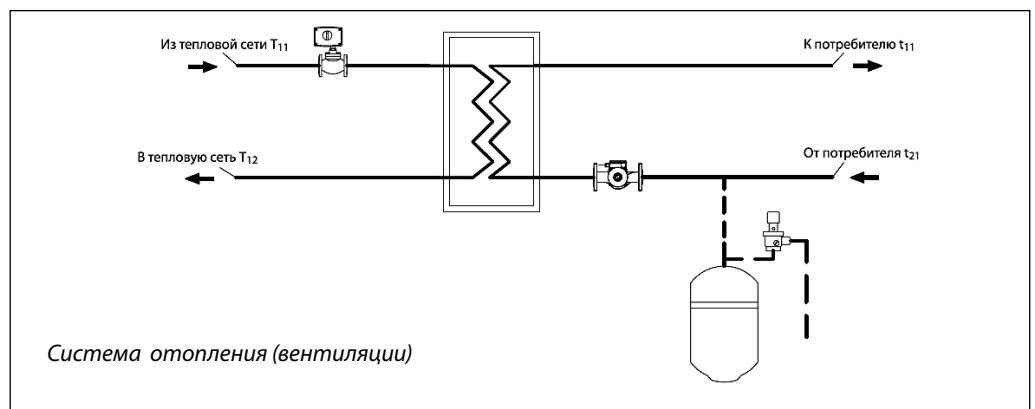 Из тепловой сети T11
К потребителю t11
В тепловую сеть T12
От потребителя t21
Система отопления (вентиляции)